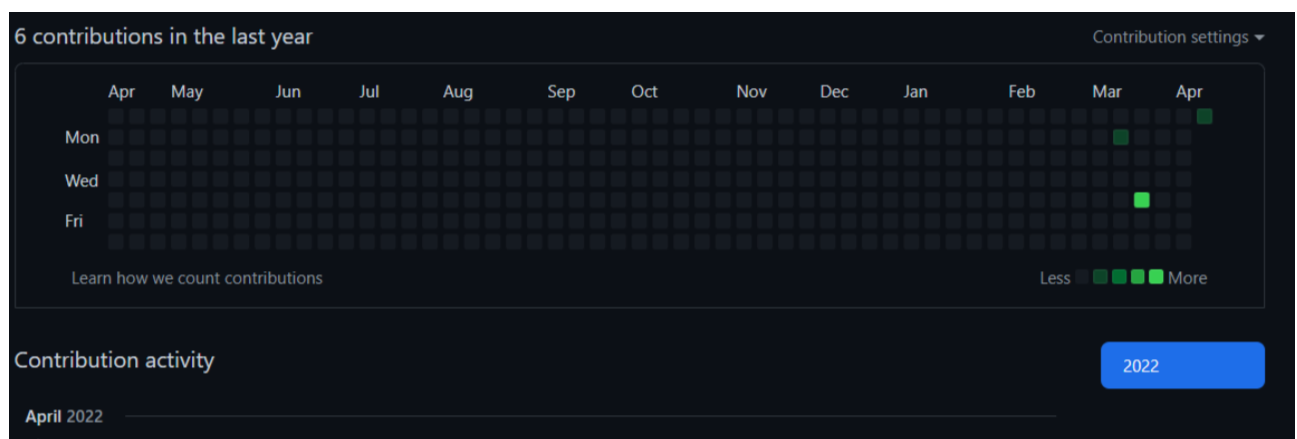 6 contributions in the last year
Contribution settings
Apr May Jun Jul Aug Sep Oct Nov Dec Jan Feb Mar Apr
Mon
Wed
Fri
Learn how we count contributions
Less More
Contribution activity
2022
April 2022